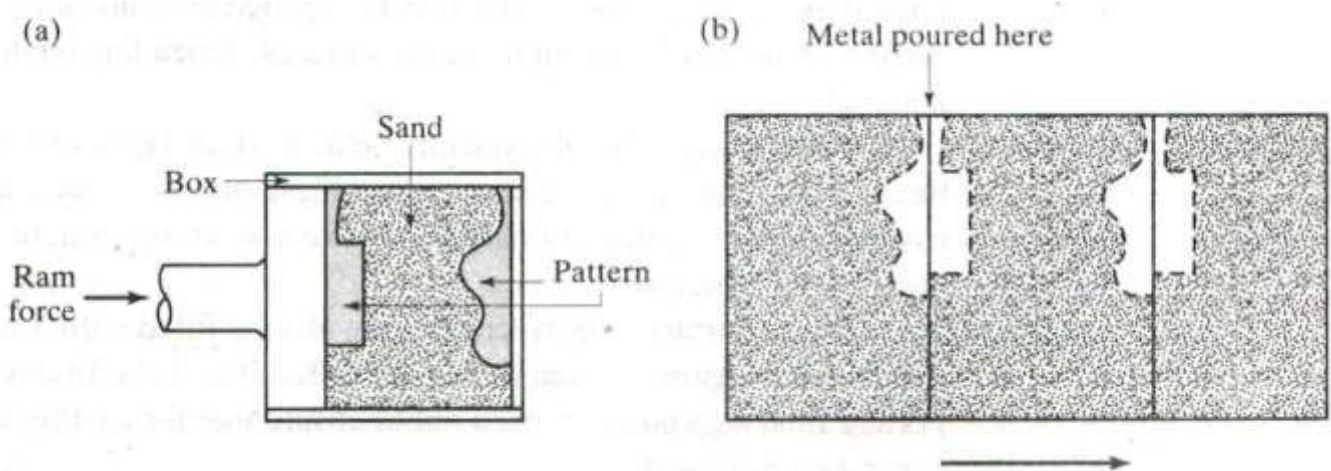 (a)
Sand
Box
Ram
force
Pattern
(b)
Metal poured here